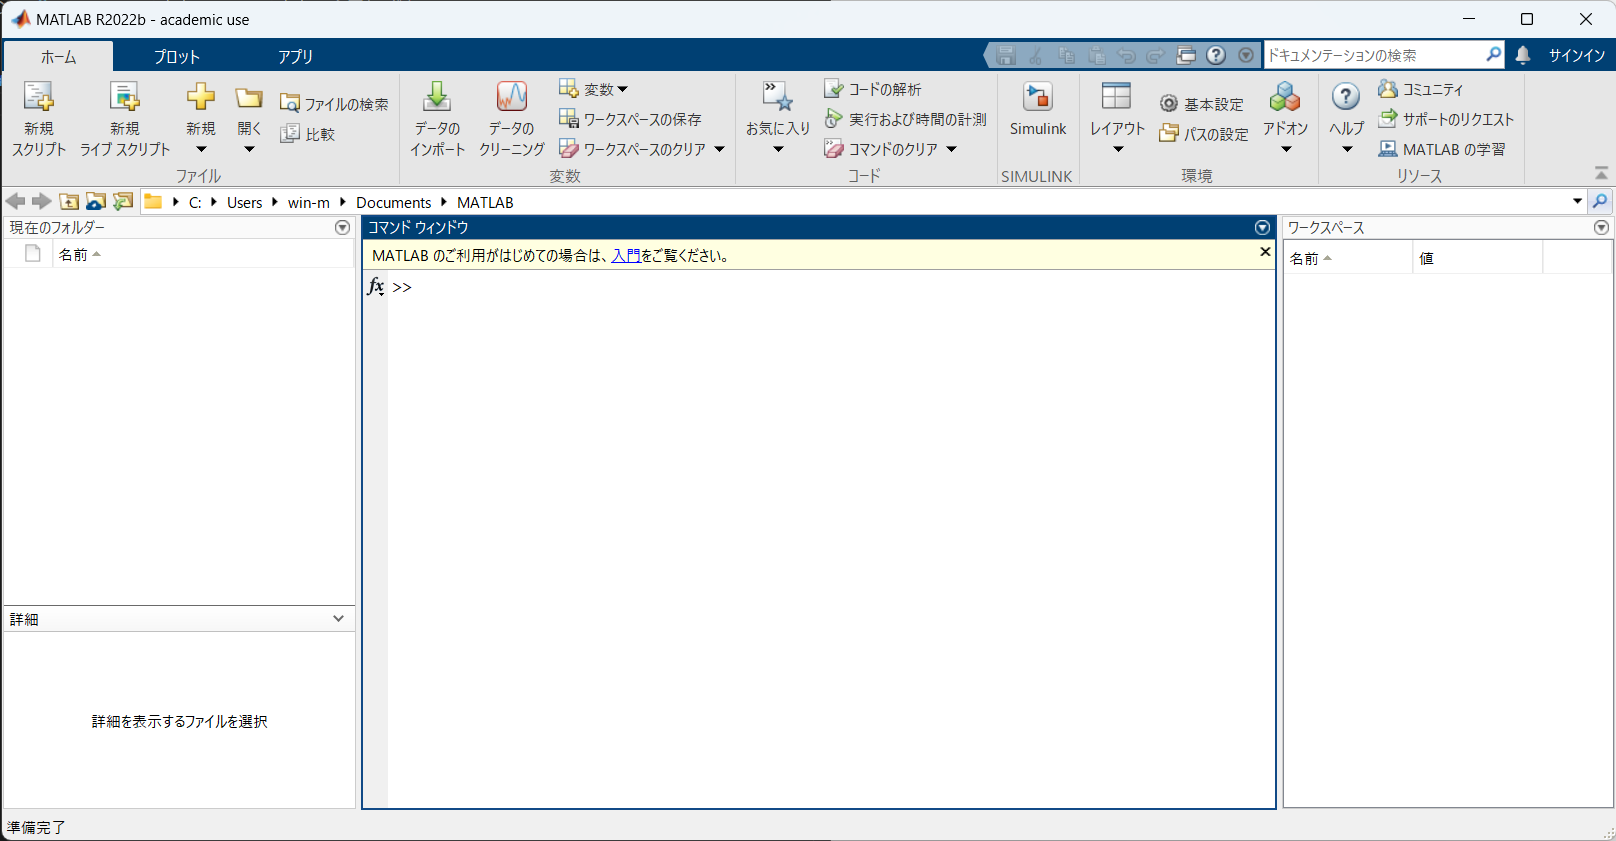 MATLAB R2022b - academic use
ホーム プロット アプリ
ドキュメンテーションの検索
サインイン
新規
スクリプト
新規
ライブ スクリプト
新規
開く
ファイルの検索
比較
ファイル
データの
インポート
データの
クリーニング
変数
ワークスペースの保存
ワークスペースのクリア
変数
お気に入り
コードの解析
実行および時間の計測
コマンドのクリア
コード
Simulink
SIMULINK
レイアウト
基本設定
パスの設定
アドオン
環境
ヘルプ
コミュニティ
サポートのリクエスト
MATLAB の学習
リソース
C: Users win-m Documents MATLAB
現在のフォルダー
名前
詳細
詳細を表示するファイルを選択
コマンド ウィンドウ
MATLAB のご利用がはじめての場合は、入門をご覧ください。
fx >>
ワークスペース
名前 値
準備完了